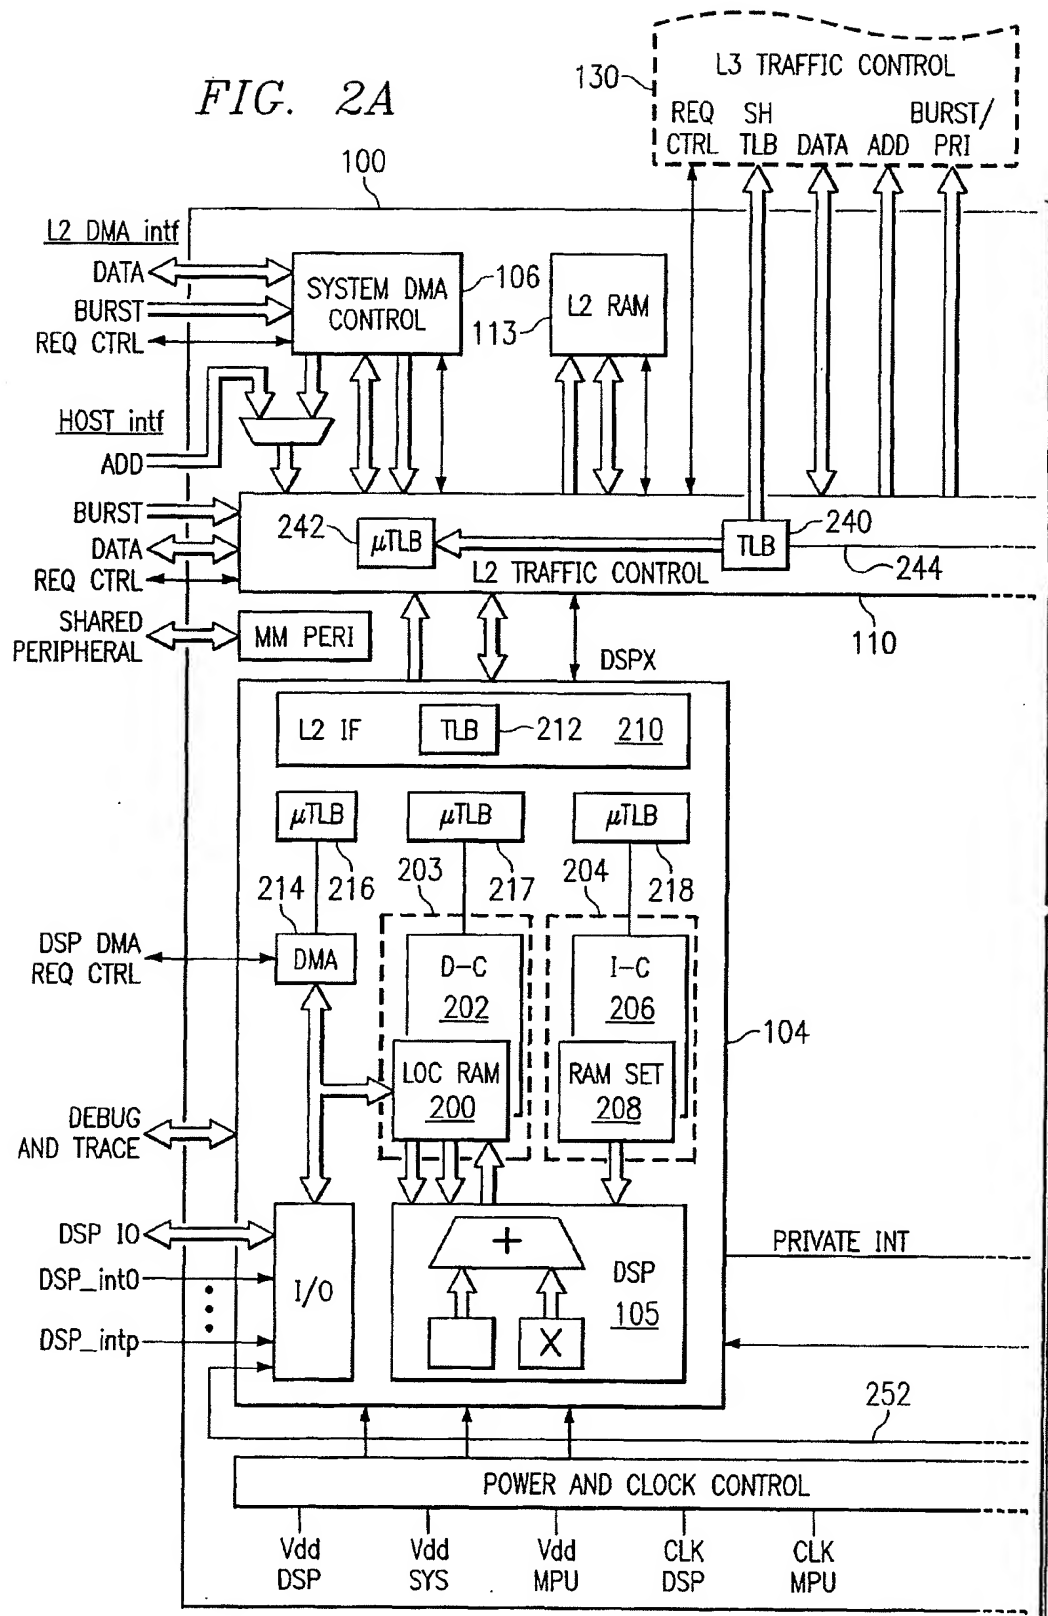 FIG. 2A
130
L3 TRAFFIC CONTROL
REQ CTRL
SH TLB
DATA
ADD
BURST/ PRI
100
L2 DMA intf
DATA
BURST
REQ CTRL
SYSTEM DMA CONTROL
106
L2 RAM
113
HOST intf
ADD
BURST
DATA
REQ CTRL
242
μTLB
TLB
240
244
L2 TRAFFIC CONTROL
110
SHARED PERIPHERAL
MM PERI
DSPX
L2 IF
TLB
212
210
μTLB
μTLB
μTLB
214
216
203
217
204
218
DSP DMA REQ CTRL
DMA
D-C
202
I-C
206
104
LOC RAM
200
RAM SET
208
DEBUG AND TRACE
DSP IO
DSP_int0
DSP_intp
I/O
+
X
DSP
105
PRIVATE INT
252
POWER AND CLOCK CONTROL
Vdd DSP
Vdd SYS
Vdd MPU
CLK DSP
CLK MPU